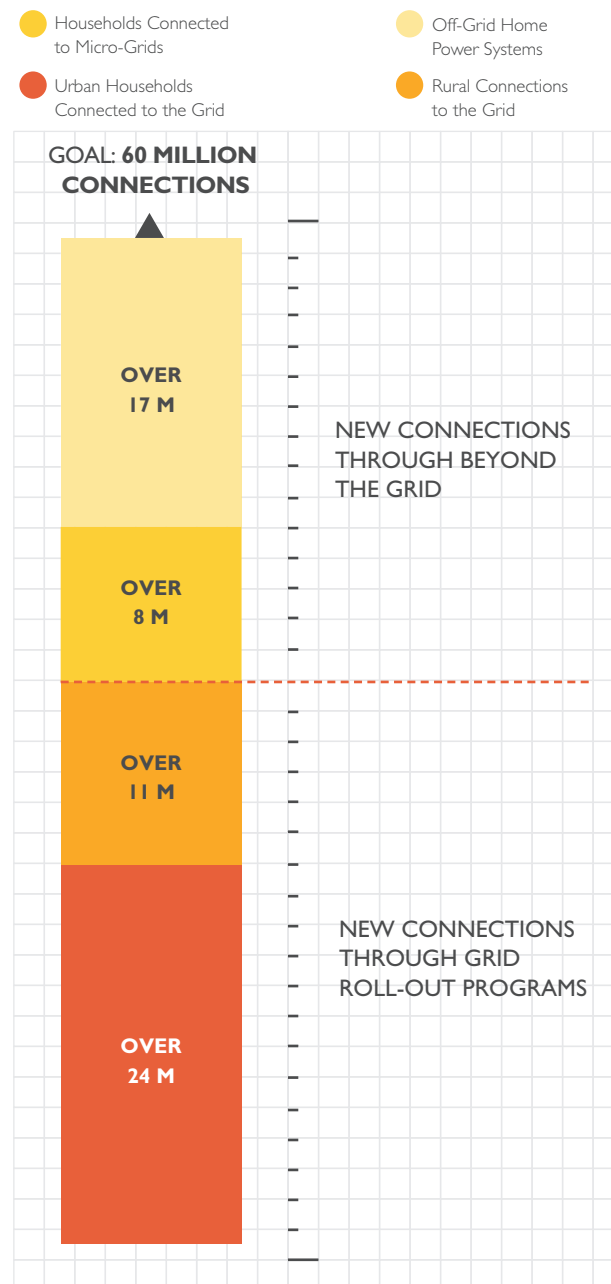 Households Connected
to Micro-Grids
Off-Grid Home
Power Systems
Urban Households
Connected to the Grid
Rural Connections
to the Grid
GOAL: 60 MILLION
CONNECTIONS
OVER
17 M
NEW CONNECTIONS
THROUGH BEYOND
THE GRID
OVER
8 M
OVER
11 M
NEW CONNECTIONS
THROUGH GRID
ROLL-OUT PROGRAMS
OVER
24 M